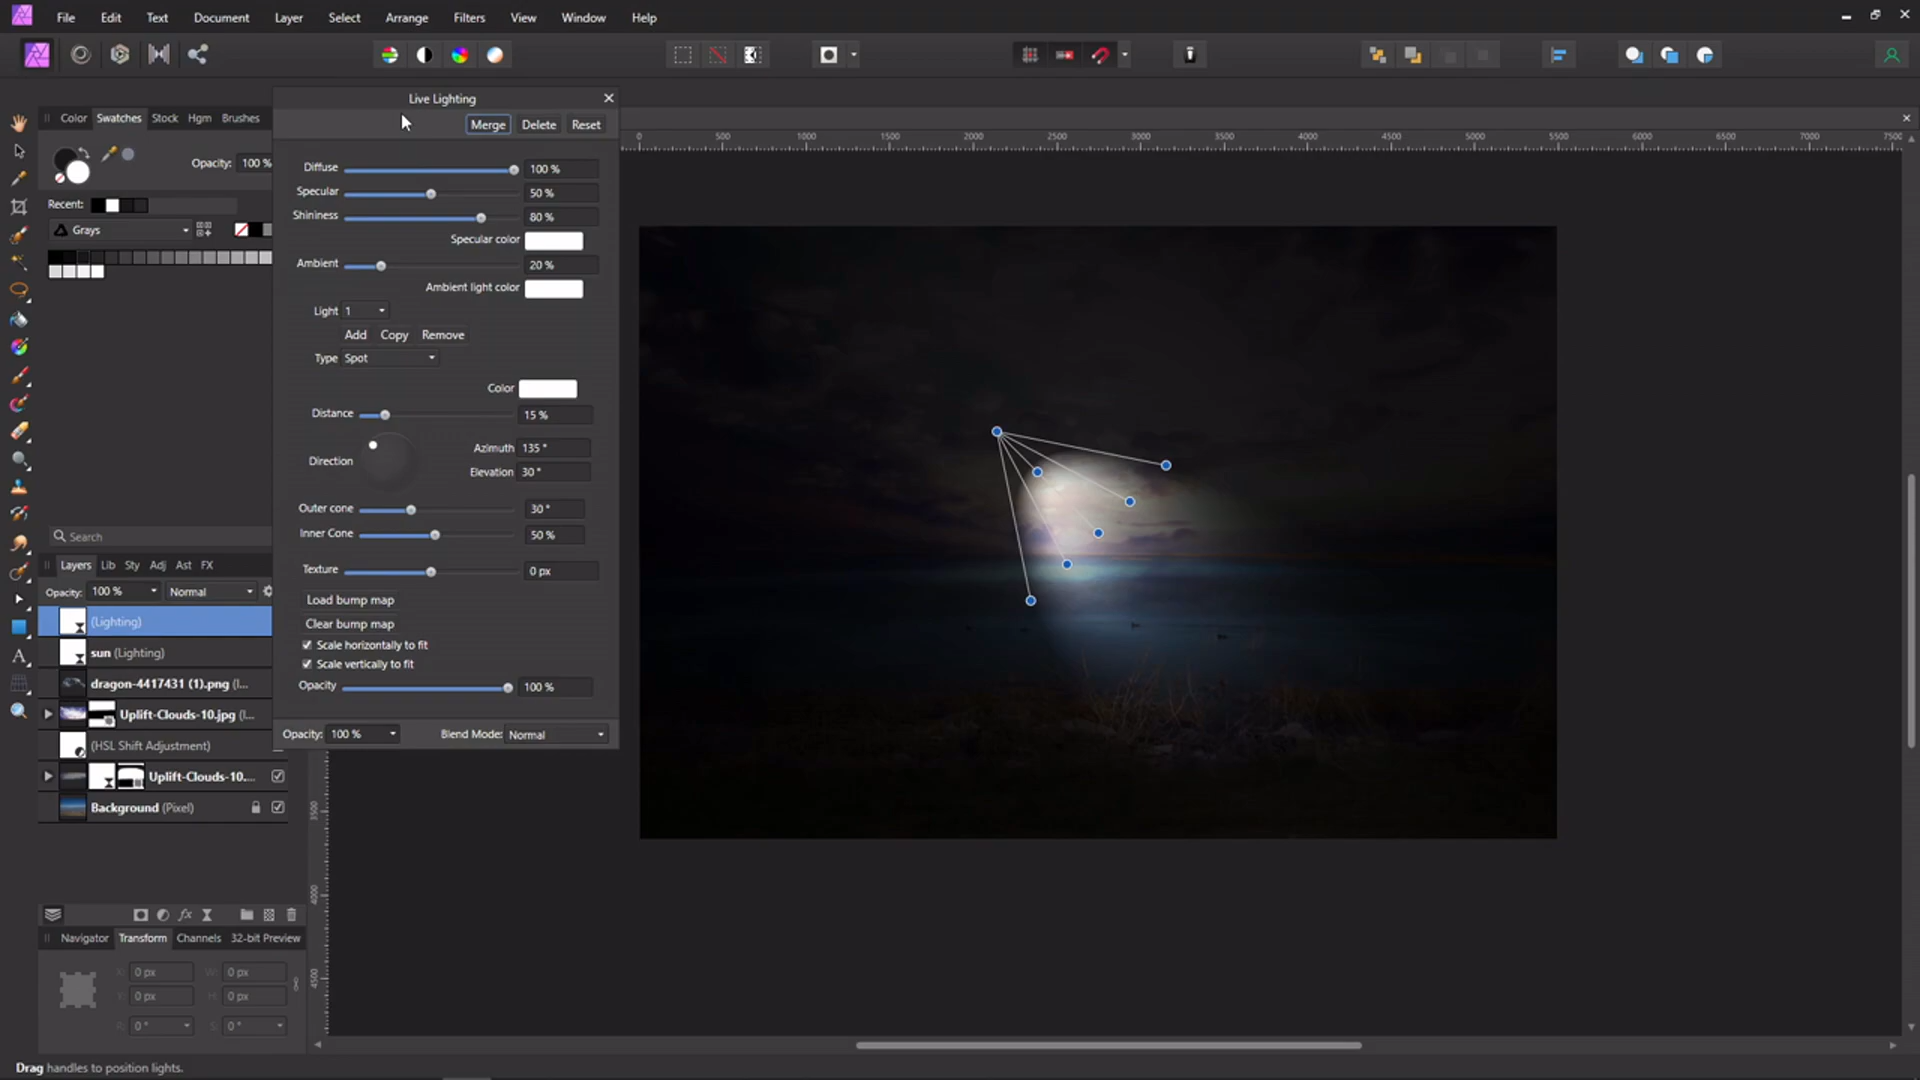 File Edit Text Document Layer Select Arrange Filters View Window Help
Live Lighting
Merge Delete Reset
Color Swatches Stock Hgm Brushes
Opacity: 100 %
Recent:
Grays
Diffuse 100 %
Specular 50 %
Shininess 80 %
Specular color
Ambient 20 %
Ambient light color
Light 1
Add Copy Remove
Type Spot
Color
Distance 15 %
Direction
Azimuth 135 °
Elevation 30 °
Outer cone 30 °
Inner Cone 50 %
Texture 0 px
Load bump map
Clear bump map
Scale horizontally to fit
Scale vertically to fit
Opacity 100 %
Opacity: 100 % Blend Mode: Normal
0 500 1000 1500 2000 2500 3000 3500 4000 4500 5000 5500 6000 6500 7000 7500
Search
Layers Lib Sty Adj Ast FX
Opacity: 100 % Normal
(Lighting)
sun (Lighting)
dragon-4417431 (1).png (l...
Uplift-Clouds-10.jpg (l...
(HSL Shift Adjustment)
Uplift-Clouds-10....
Background (Pixel)
3500
4000
4500
Navigator Transform Channels 32-bit Preview
X: 0 px W: 0 px
Y: 0 px H: 0 px
R: 0 ° S: 0 °
Drag handles to position lights.